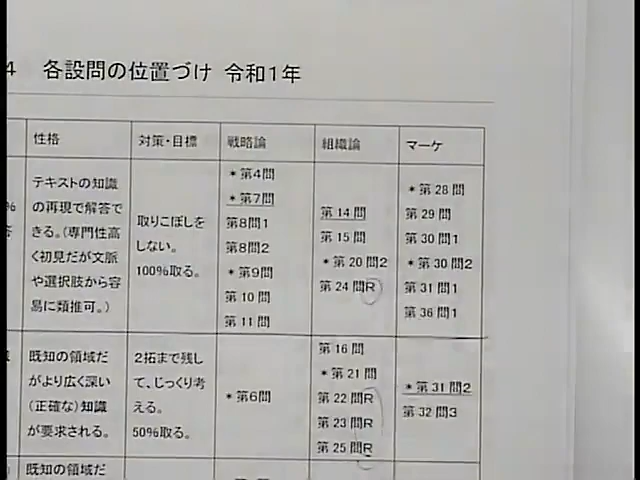 4 各設問の位置づけ 令和1年
性格
対策・目標
戦略論
組織論
マーケ
テキストの知識
の再現で解答で
きる。(専門性高
く初見だが文脈
や選択肢から容
易に類推可。)
取りこぼしを
しない。
100%取る。
*第4問
*第7問
第8問1
第8問2
*第9問
第10問
第11問
第14問
第15問
*第20問2
第24問R
*第28問
第29問
第30問1
*第30問2
第31問1
第36問1
既知の領域だ
がより広く深い
(正確な)知識
が要求される。
2拓まで残し
て、じっくり考
える。
50%取る。
*第6問
第16問
*第21問
第22問R
第23問R
第25問R
*第31問2
第32問3
既知の領域だ